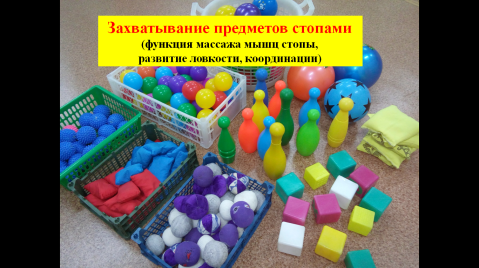 Захватывание предметов стопами
(функция массажа мышц стопы,
развитие ловкости, координации)